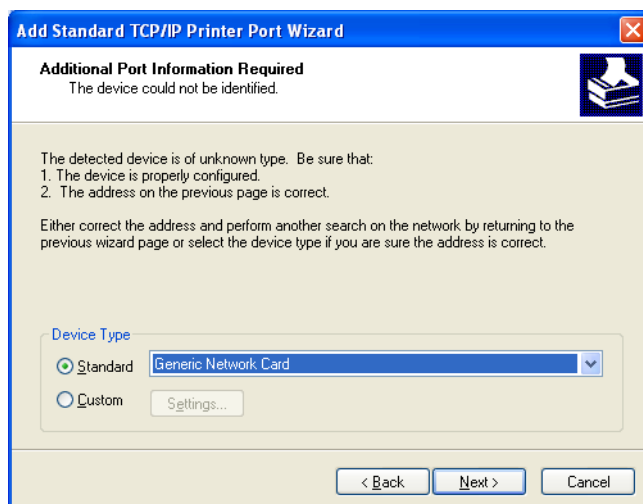 Add Standard TCP/IP Printer Port Wizard
Additional Port Information Required
The device could not be identified.
The detected device is of unknown type.  Be sure that:
1. The device is properly configured.
2.  The address on the previous page is correct.
Either correct the address and perform another search on the network by returning to the
previous wizard page or select the device type if you are sure the address is correct.
Device Type
Standard
Generic Network Card
Custom
Settings...
< Back
Next >
Cancel